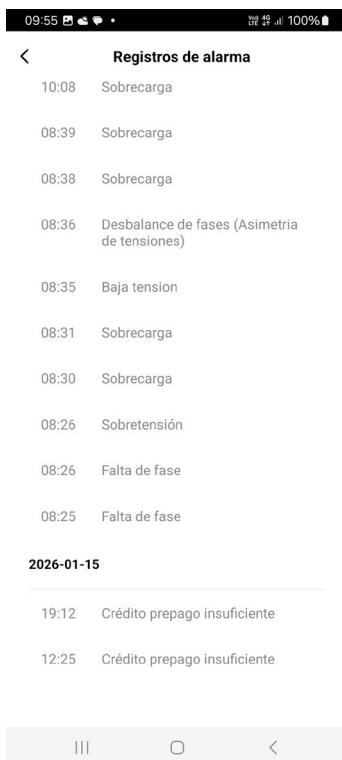 09:55
Vo) 4G 100%
LTE
Registros de alarma
10:08 Sobrecarga
08:39 Sobrecarga
08:38 Sobrecarga
08:36 Desbalance de fases (Asimetria
de tensiones)
08:35 Baja tension
08:31 Sobrecarga
08:30 Sobrecarga
08:26 Sobretensión
08:26 Falta de fase
08:25 Falta de fase
2026-01-15
19:12 Crédito prepago insuficiente
12:25 Crédito prepago insuficiente